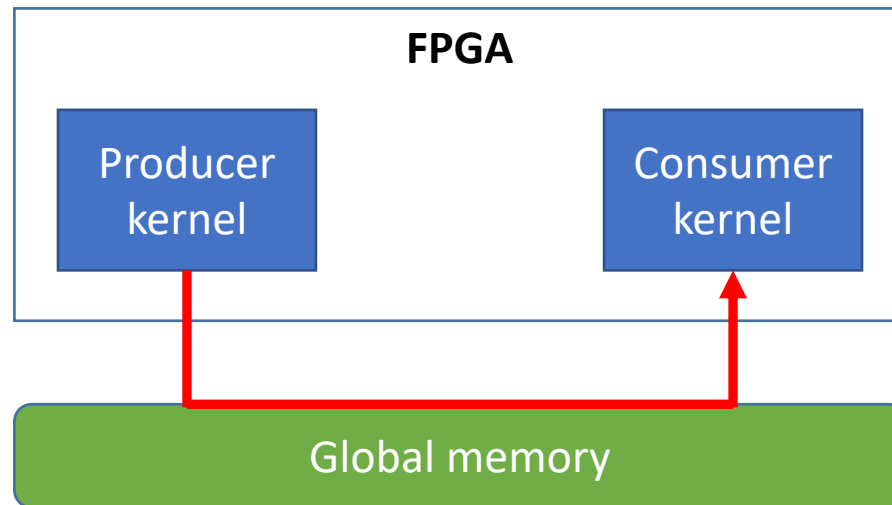 FPGA
Producer
kernel
Consumer
kernel
Global memory